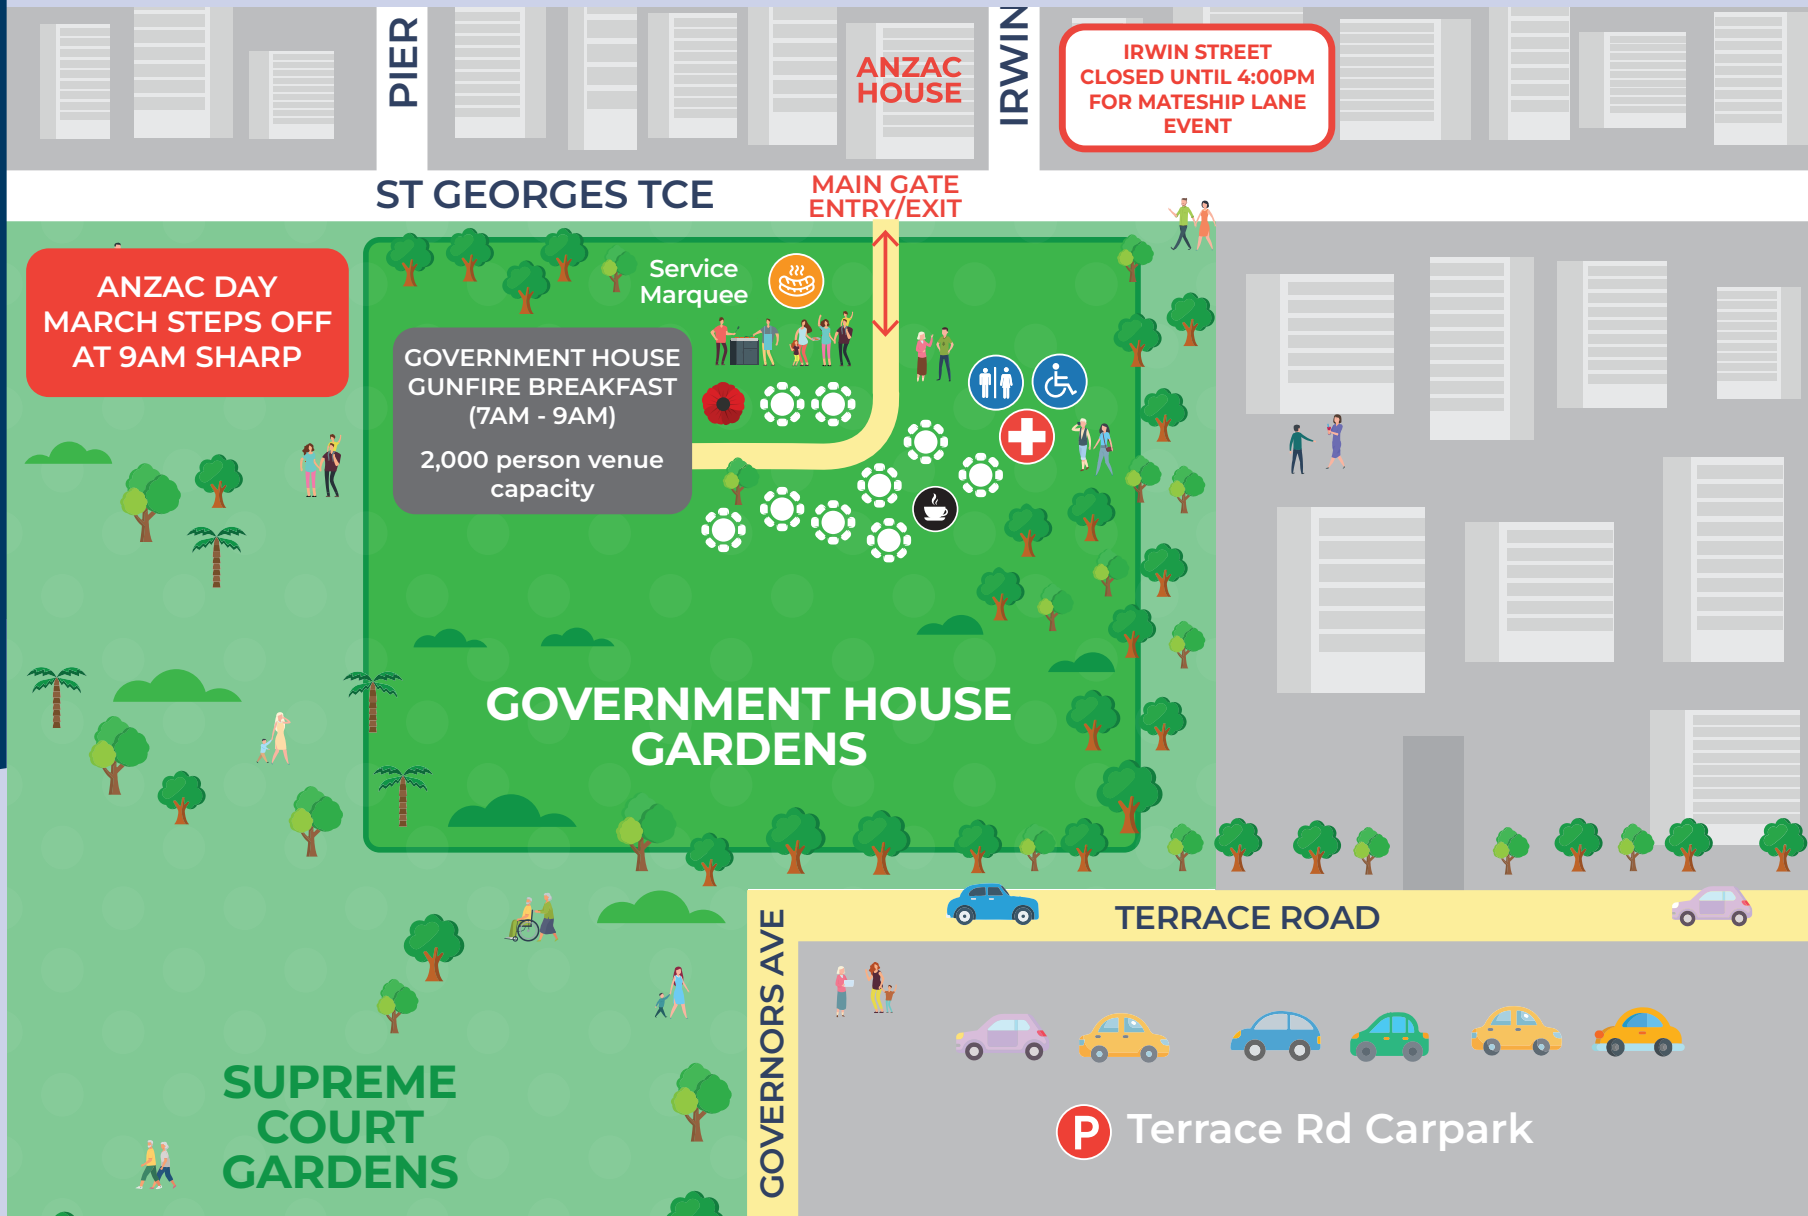 PIER
ANZAC
HOUSE
IRWIN
IRWIN STREET
CLOSED UNTIL 4:00PM
FOR MATESHIP LANE
EVENT
ST GEORGES TCE
MAIN GATE
ENTRY/EXIT
ANZAC DAY
MARCH STEPS OFF
AT 9AM SHARP
Service
Marquee
GOVERNMENT HOUSE
GUNFIRE BREAKFAST
(7AM - 9AM)
2,000 person venue
capacity
GOVERNMENT HOUSE
GARDENS
TERRACE ROAD
GOVERNORS AVE
SUPREME
COURT
GARDENS
P Terrace Rd Carpark